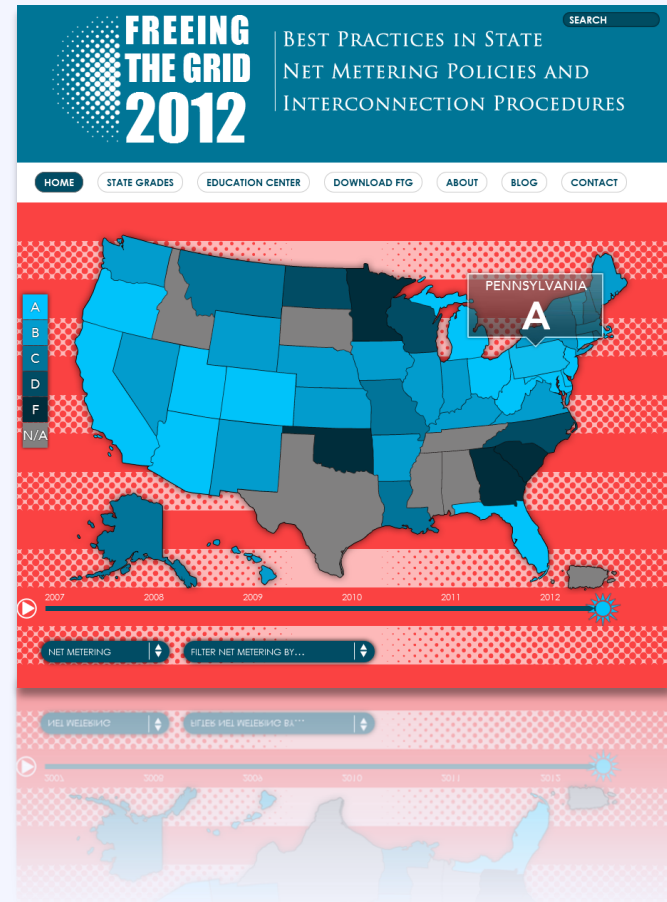 SEARCH
FREEING
THE GRID
2012
BEST PRACTICES IN STATE
NET METERING POLICIES AND
INTERCONNECTION PROCEDURES
HOME STATE GRADES EDUCATION CENTER DOWNLOAD FTG ABOUT BLOG CONTACT
PENNSYLVANIA
A
A
B
C
D
F
N/A
2007 2008 2009 2010 2011 2012
NET METERING FILTER NET METERING BY...